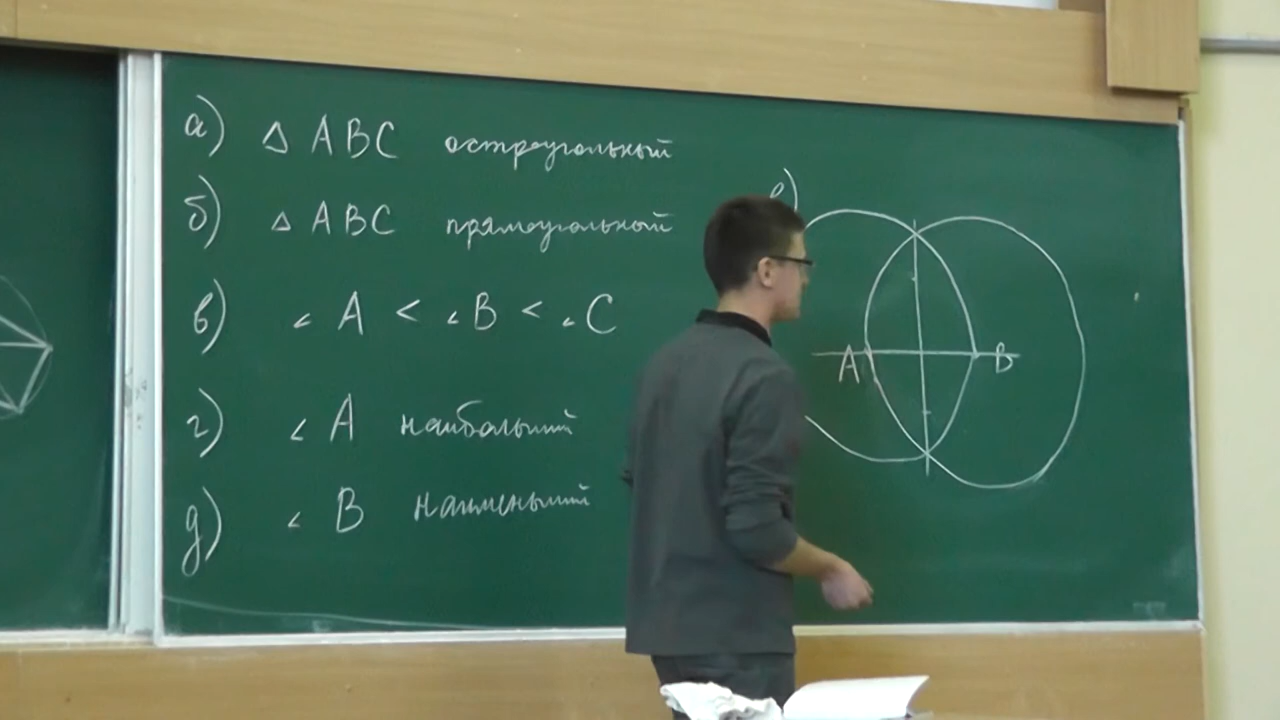 а) △ ABC остроугольный
б) △ ABC прямоугольный
в) ∠ A < ∠ B < ∠ C
г) ∠ A наибольший
д) ∠ B наименьший
е)
A B